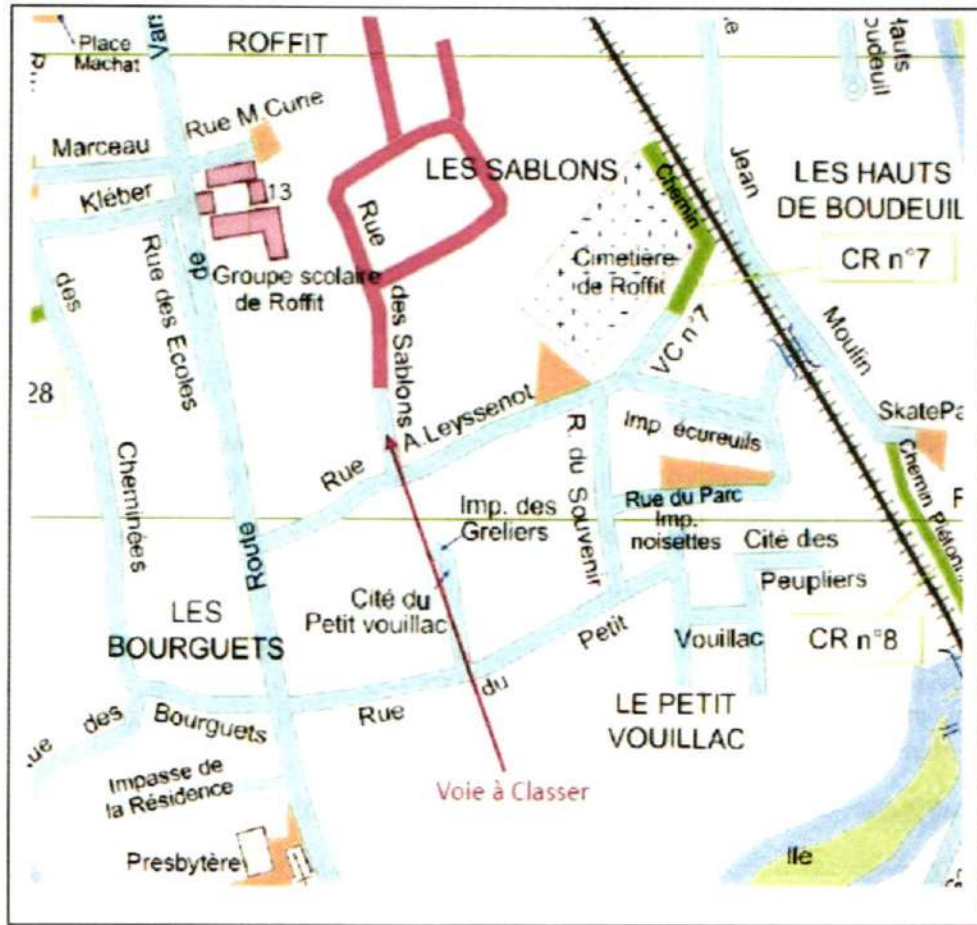 Place
Machat
ROFFIT
Rue M.Curie
Marceau
Kléber
13
Groupe scolaire
de Roffit
LES SABLONS
Chemin
Jean
Moulin
LES HAUTS
DE BOUDEUIL
CR n°7
Cimetière
de Roffit
VC n°7
Rue
des Sablons
Rue des Ecoles
de
Route
des
Cheminées
28
Rue
A.Leyssenot
R. du Souvenir
Imp. écureuils
SkatePa
Rue du Parc
Imp.
noisettes
Chemin Piétonn
Imp. des
Greliers
Cité des
Peupliers
Cité du
Petit vouillac
LES
BOURGUETS
Petit
Vouillac
CR n°8
Rue
du
des
Bourguets
LE PETIT
VOUILLAC
Impasse de
la Résidence
Voie à Classer
Presbytère
Ile